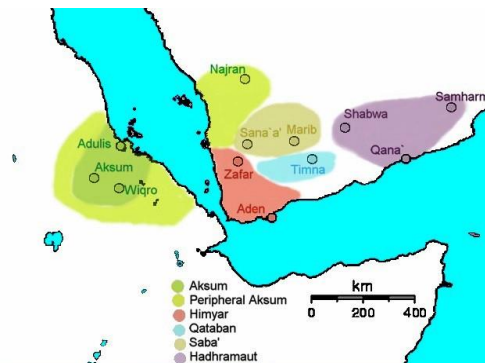 Najran
Samharm
Shabwa
Sana`a'
Marib
Adulis
Qana`
Aksum
Zafar
Timna
Wiqro
Aden
Aksum
Peripheral Aksum
Himyar
Qataban
Saba'
Hadhramaut
km
0 200 400